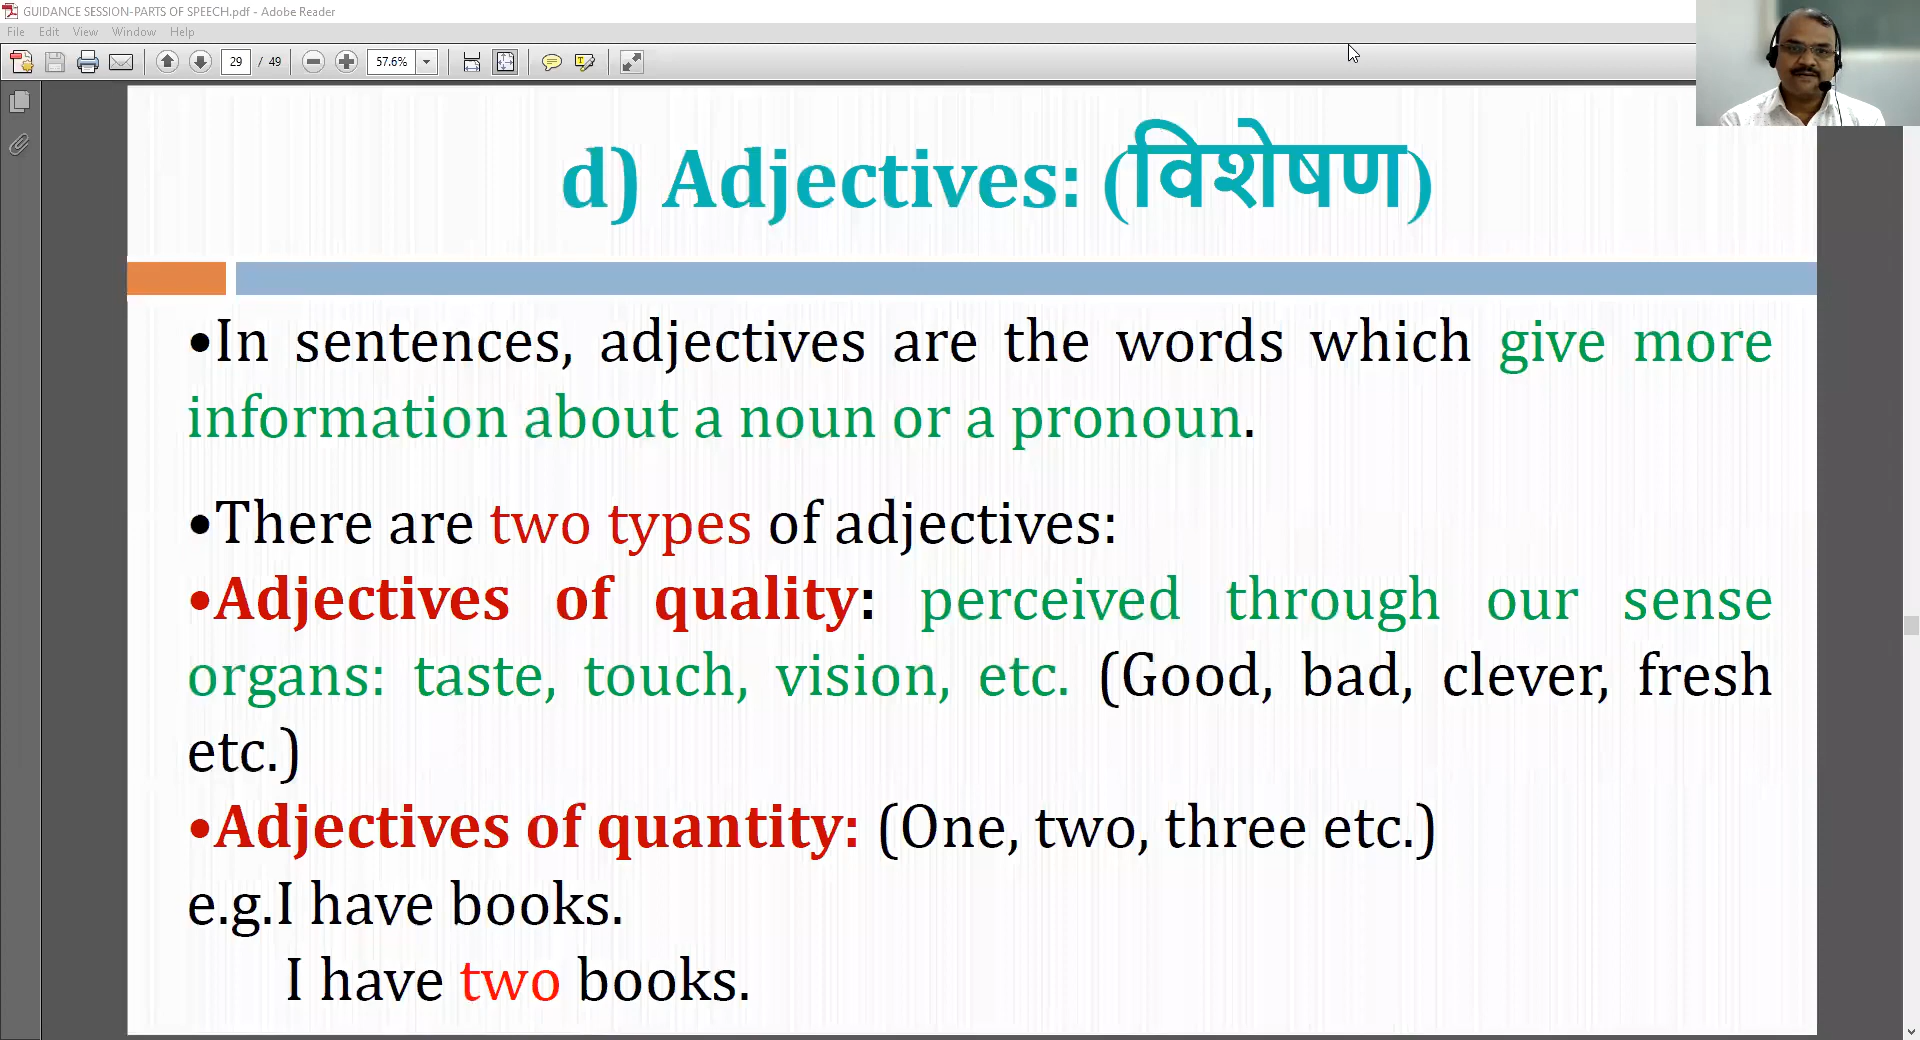 GUIDANCE SESSION-PARTS OF SPEECH.pdf - Adobe Reader
File Edit View Window Help
29 / 49 57.6%
d) Adjectives: (विशेषण)
•In sentences, adjectives are the words which give more
information about a noun or a pronoun.
•There are two types of adjectives:
•Adjectives of quality: perceived through our sense
organs: taste, touch, vision, etc. (Good, bad, clever, fresh
etc.)
•Adjectives of quantity: (One, two, three etc.)
e.g.I have books.
I have two books.